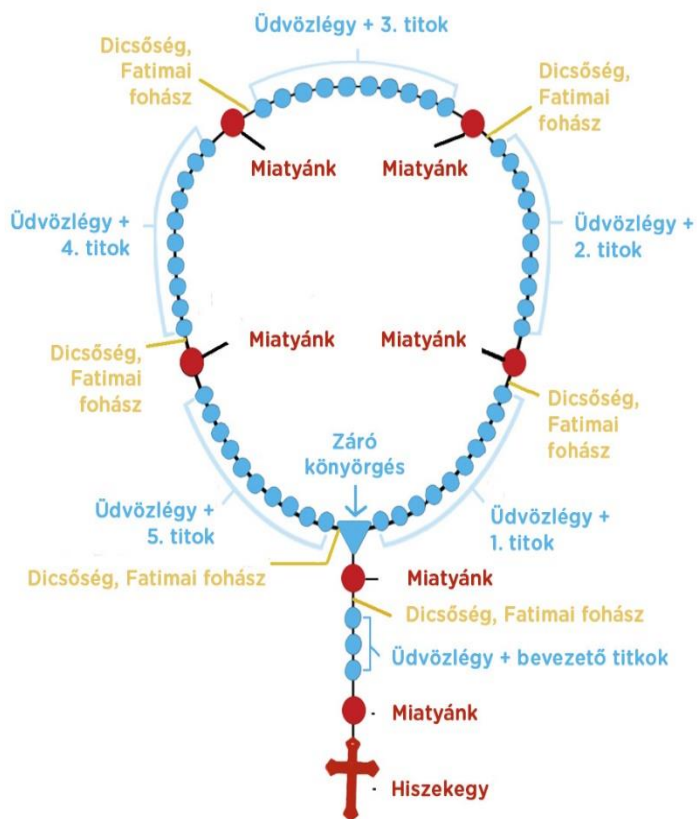 Üdvözlégy + 3. titok
Dicsőség,
Fatimai
fohász
Dicsőség,
Fatimai
fohász
Miatyánk
Miatyánk
Üdvözlégy +
4. titok
Üdvözlégy +
2. titok
Miatyánk
Miatyánk
Dicsőség,
Fatimai
fohász
Dicsőség,
Fatimai
fohász
Záró
könyörgés
Üdvözlégy +
5. titok
Üdvözlégy +
1. titok
Dicsőség, Fatimai fohász
Miatyánk
Dicsőség, Fatimai fohász
Üdvözlégy + bevezető titkok
Miatyánk
Hiszekegy